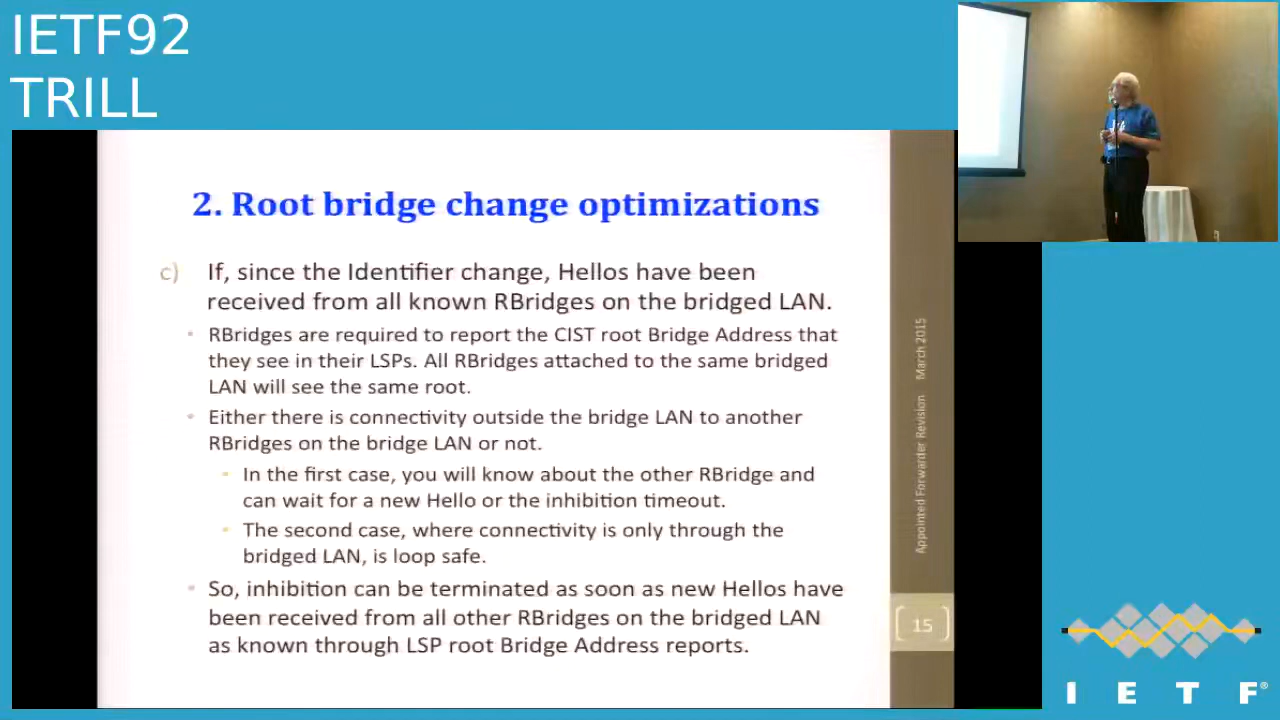 IETF92
TRILL
2. Root bridge change optimizations
c) If, since the Identifier change, Hellos have been
received from all known RBridges on the bridged LAN.
RBridges are required to report the CIST root Bridge Address that
they see in their LSPs. All RBridges attached to the same bridged
LAN will see the same root.
Either there is connectivity outside the bridge LAN to another
RBridges on the bridge LAN or not.
In the first case, you will know about the other RBridge and
can wait for a new Hello or the inhibition timeout.
The second case, where connectivity is only through the
bridged LAN, is loop safe.
So, inhibition can be terminated as soon as new Hellos have
been received from all other RBridges on the bridged LAN
as known through LSP root Bridge Address reports.
Appointed Forwarder Revision March 2015
15
I E T F®